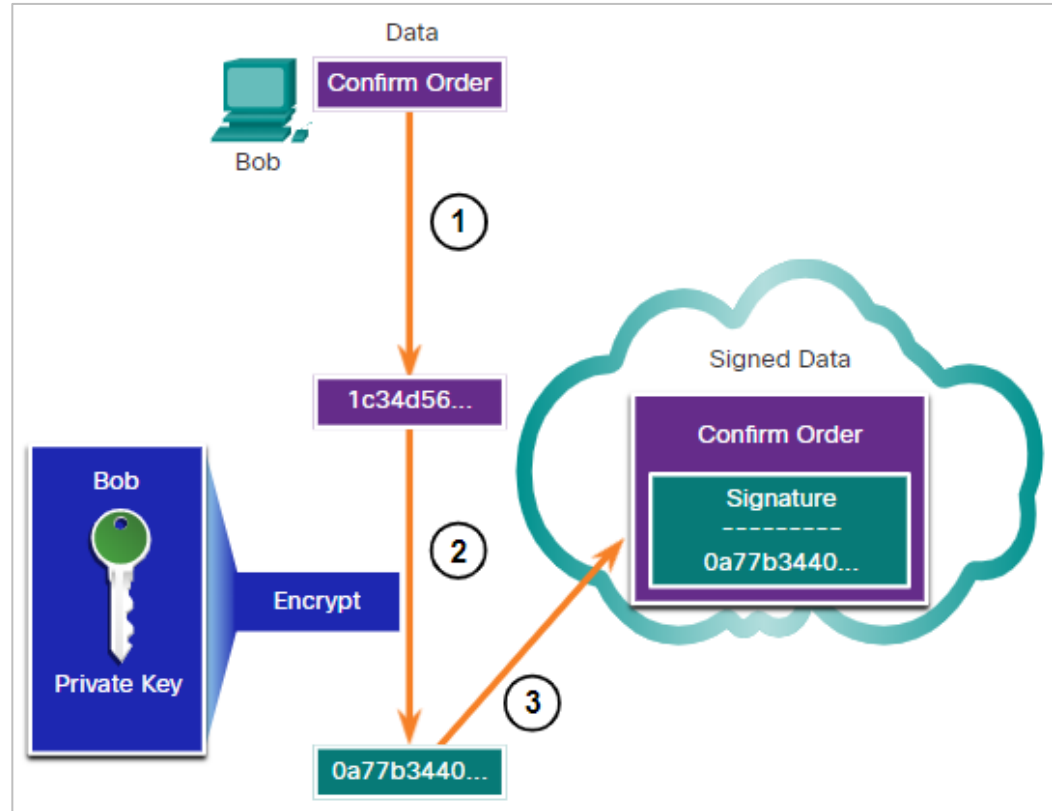 Data
Confirm Order
Bob
1
1c34d56...
Bob
Private Key
Encrypt
2
0a77b3440...
3
Signed Data
Confirm Order
Signature
---------
0a77b3440...